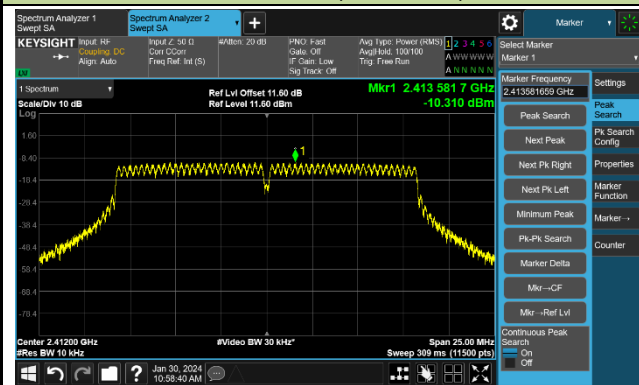 Spectrum Analyzer 1
Swept SA
Spectrum Analyzer 2
Swept SA
+
Marker
KEYSIGHT
Input: RF
Coupling: DC
Align: Auto
Input Z: 50 Ω
Corr CCorr
Freq Ref: Int (S)
#Atten: 20 dB
PNO: Fast
Gate: Off
IF Gain: Low
Sig Track: Off
Avg Type: Power (RMS)
Avg|Hold: 100/100
Trig: Free Run
1 2 3 4 5 6
A W W W W W
A N N N N N
LXI
Select Marker
Marker 1
1 Spectrum
Scale/Div 10 dB
Log
Ref Lvl Offset 11.60 dB
Ref Level 11.60 dBm
Mkr1 2.413 581 7 GHz
-10.310 dBm
1.60
-8.40
-18.4
-28.4
-38.4
-48.4
-58.4
-68.4
-78.4
1
Center 2.41200 GHz
#Res BW 10 kHz
#Video BW 30 kHz*
Span 25.00 MHz
Sweep 309 ms (11500 pts)
Marker Frequency
2.413581659 GHz
Peak Search
Next Peak
Next Pk Right
Next Pk Left
Minimum Peak
Pk-Pk Search
Marker Delta
Mkr→CF
Mkr→Ref Lvl
Continuous Peak
Search
On
Off
Settings
Peak
Search
Pk Search
Config
Properties
Marker
Function
Marker→
Counter
?
Jan 30, 2024
10:58:40 AM